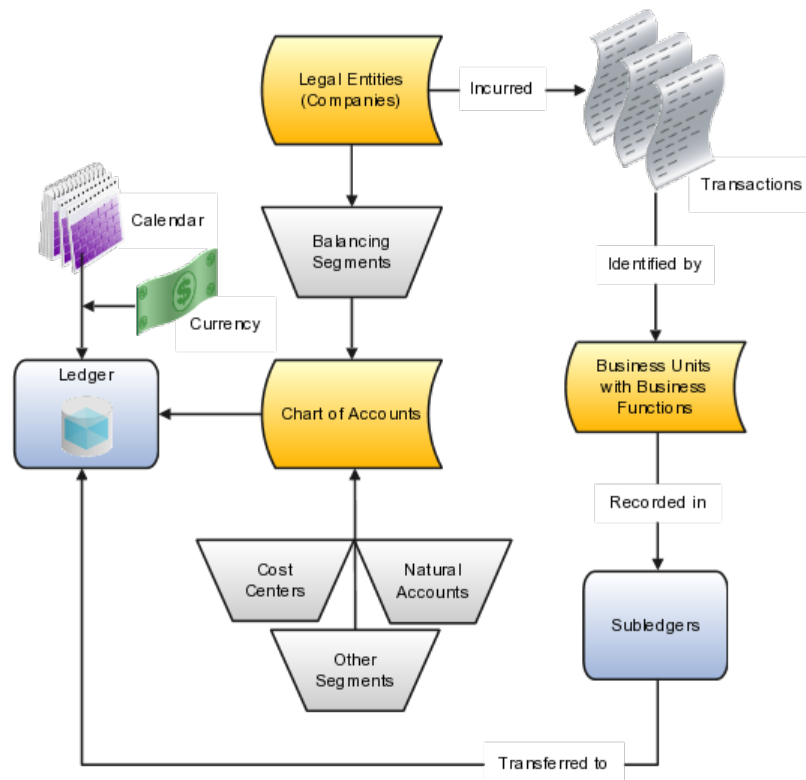 Legal Entities
(Companies)
Incurred
Transactions
Calendar
Balancing
Segments
Identified by
Currency
Ledger
Chart of Accounts
Business Units
with Business
Functions
Recorded in
Cost
Centers
Natural
Accounts
Subledgers
Other
Segments
Transferred to